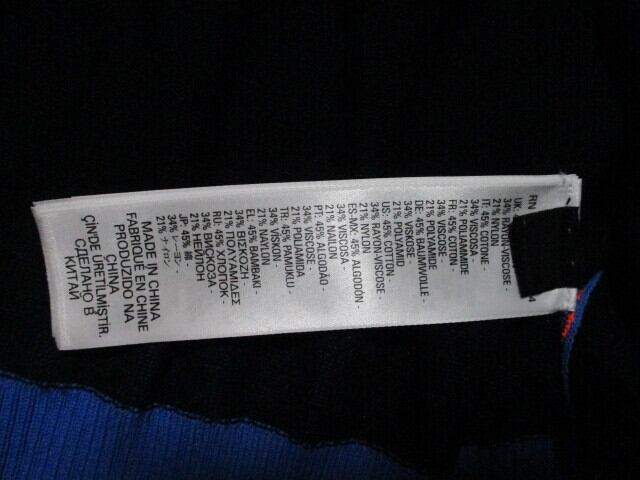 RN
UK:
34% RAYON-VISCOSE -
21% NYLON
IT: 45% COTONE -
34% VISCOSA -
21% NYLON
FR: 45% COTON -
34% VISCOSE -
21% POLYAMIDE
DE: 45% BAUMWOLLE -
34% VISKOSE -
21% POLYAMID
US: 45% COTTON -
34% RAYON-VISCOSE -
21% NYLON
ES-MX: 45% ALGODÓN -
34% VISCOSA -
21% NAILON
PT: 45% ALGODÃO -
34% VISCOSE -
21% POLIAMIDA
TR: 45% PAMUKLU -
34% VISKON -
21% NAYLON
EL: 45% ΒΑΜΒΑΚΙ -
34% ΒΙΣΚΟΖΗ -
21% ΠΟΛΥΑΜΙΔΕΣ
RU: 45% ХЛОПОК -
34% ВИСКОЗА -
21% НЕЙЛОН
JP: 45% 綿 -
34% レーヨン -
21% ナイロン
MADE IN CHINA
FABRIQUE EN CHINE
PRODUZIDO NA
CHINA
ÇİNDE ÜRETİLMİŞTİR.
СДЕЛАНО В
КИТАЙ